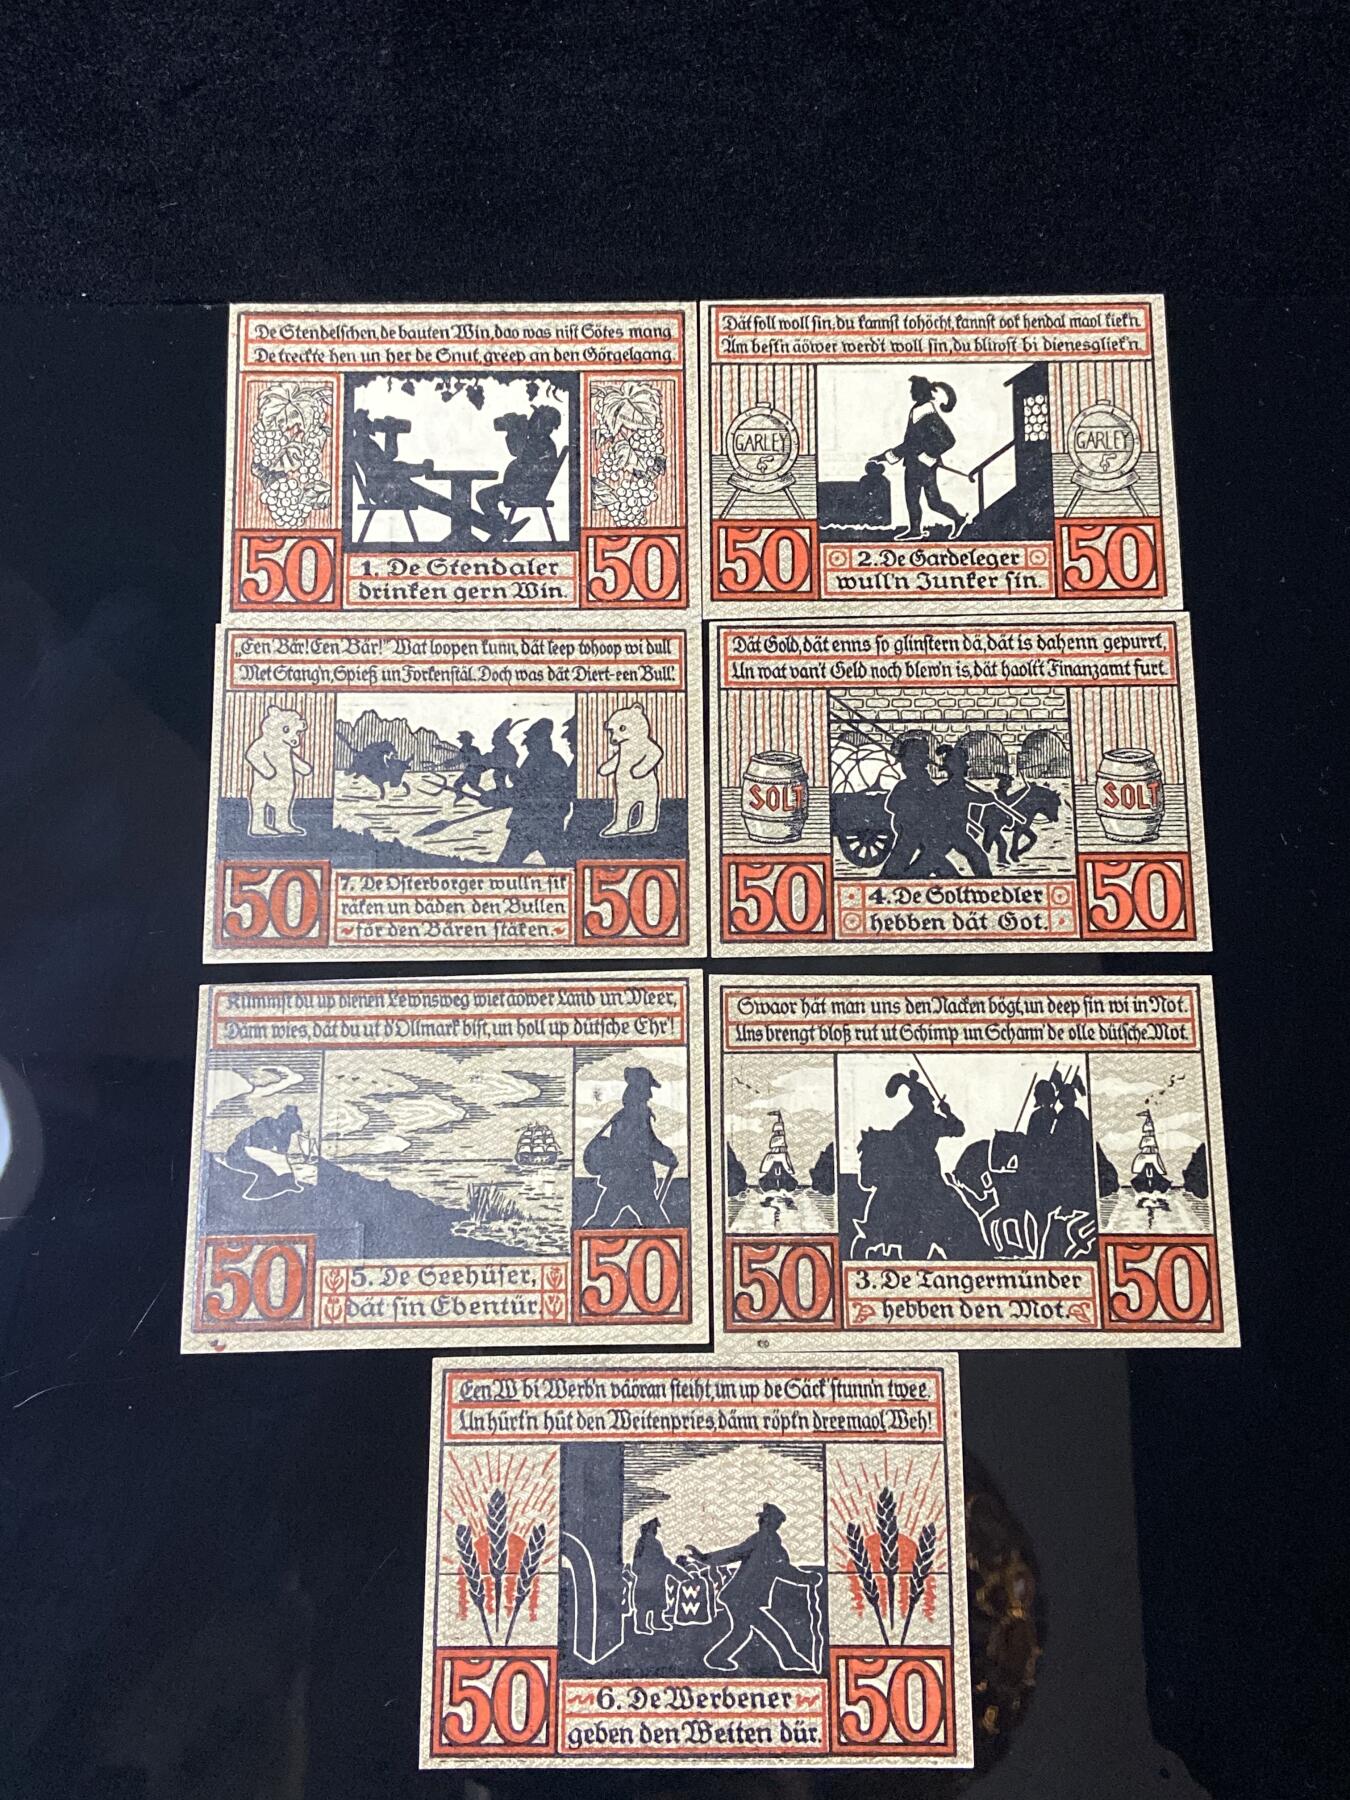 De Stendelschen, de bauten Win, dao was nist Sötes mang.
De treckte hen un her de Snut, greep an den Görgelgang.
50
1. De Stendaler
drinken gern Win.
50
Dät soll woll sin, du kannst tohöcht, kannst ook hendal maol kiek'n
Am best'n äöwer werd't woll sin, du blivst bi dienesgliek'n.
GARLEY
GARLEY
50
2. De Gardeleger
wull'n Junker sin.
50
„Een Bär! Een Bär!" Wat loopen kunn, dät leep tohoop wi dull
Met Stang'n, Spieß un Forkenstäl. Doch was dät Diert-een Bull.
50
7. De Osterborger wull'n sik
räken un däden den Bullen
för den Bären stäken.
50
Dät Gold, dät enns so glinstern dä, dät is dahenn gepurrt,
Un wat van't Geld noch blew'n is, dät haolt't Finanzamt furt.
SOLT
SOLT
50
4. De Soltwedler
hebben dät Got.
50
Kummst du up dienen Lewnsweg wiet äöwer Land un Meer,
Dänn wies, dät du ut d'Ollmark bist, un holl up dütsche Ehr'!
50
5. De Seehüser,
dät sin Ebentür.
50
Swaor hät man uns den Nacken bögt, un deep sin wi in Not.
Uns brengt bloß rut ut Schimp un Schann' de olle dütsche Mot.
50
3. De Tangermünder
hebben den Mot.
50
Een W bi Werb'n vääran steiht, un up de Säck' stunn'n twee.
Un hürt'n hüt den Weitenpries, dänn röpt'n dreemaol Weh!
W
W
50
6. De Werbener
geben den Weiten dür.
50